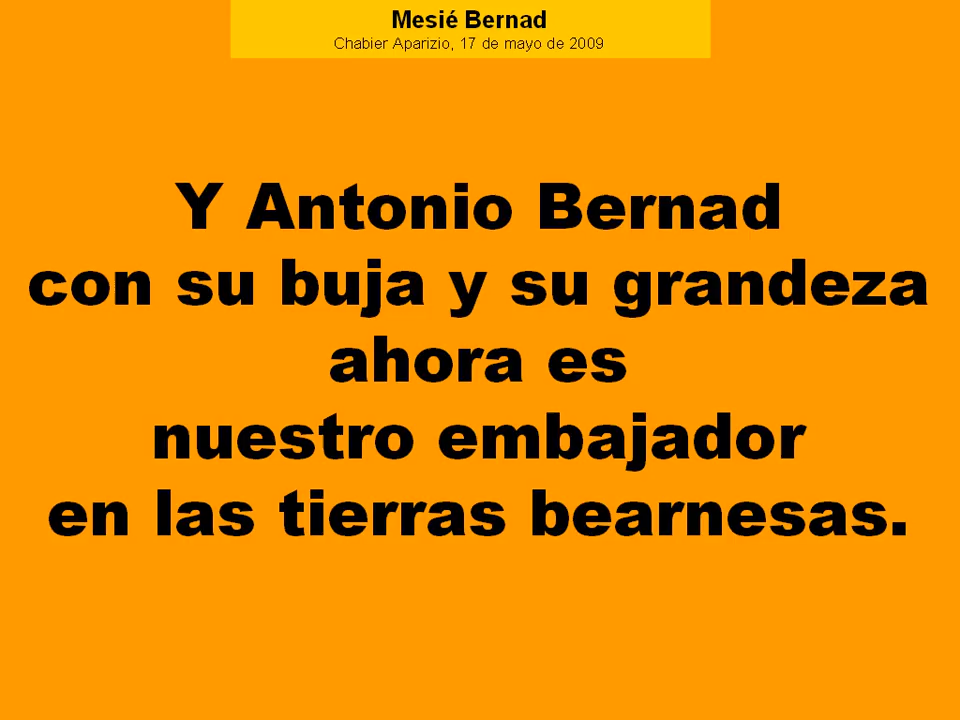 Mesié Bernad
Chabier Aparizio, 17 de mayo de 2009
Y Antonio Bernad
con su buja y su grandeza
ahora es
nuestro embajador
en las tierras bearnesas.